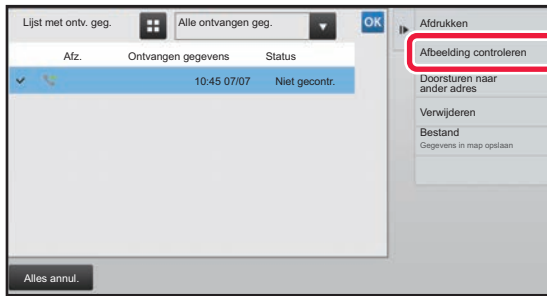 Lijst met ontv. geg.
Alle ontvangen geg.
OK
Afz.
Ontvangen gegevens
Status
10:45 07/07
Niet gecontr.
Afdrukken
Afbeelding controleren
Doorsturen naar
ander adres
Verwijderen
Bestand
Gegevens in map opslaan
Alles annul.